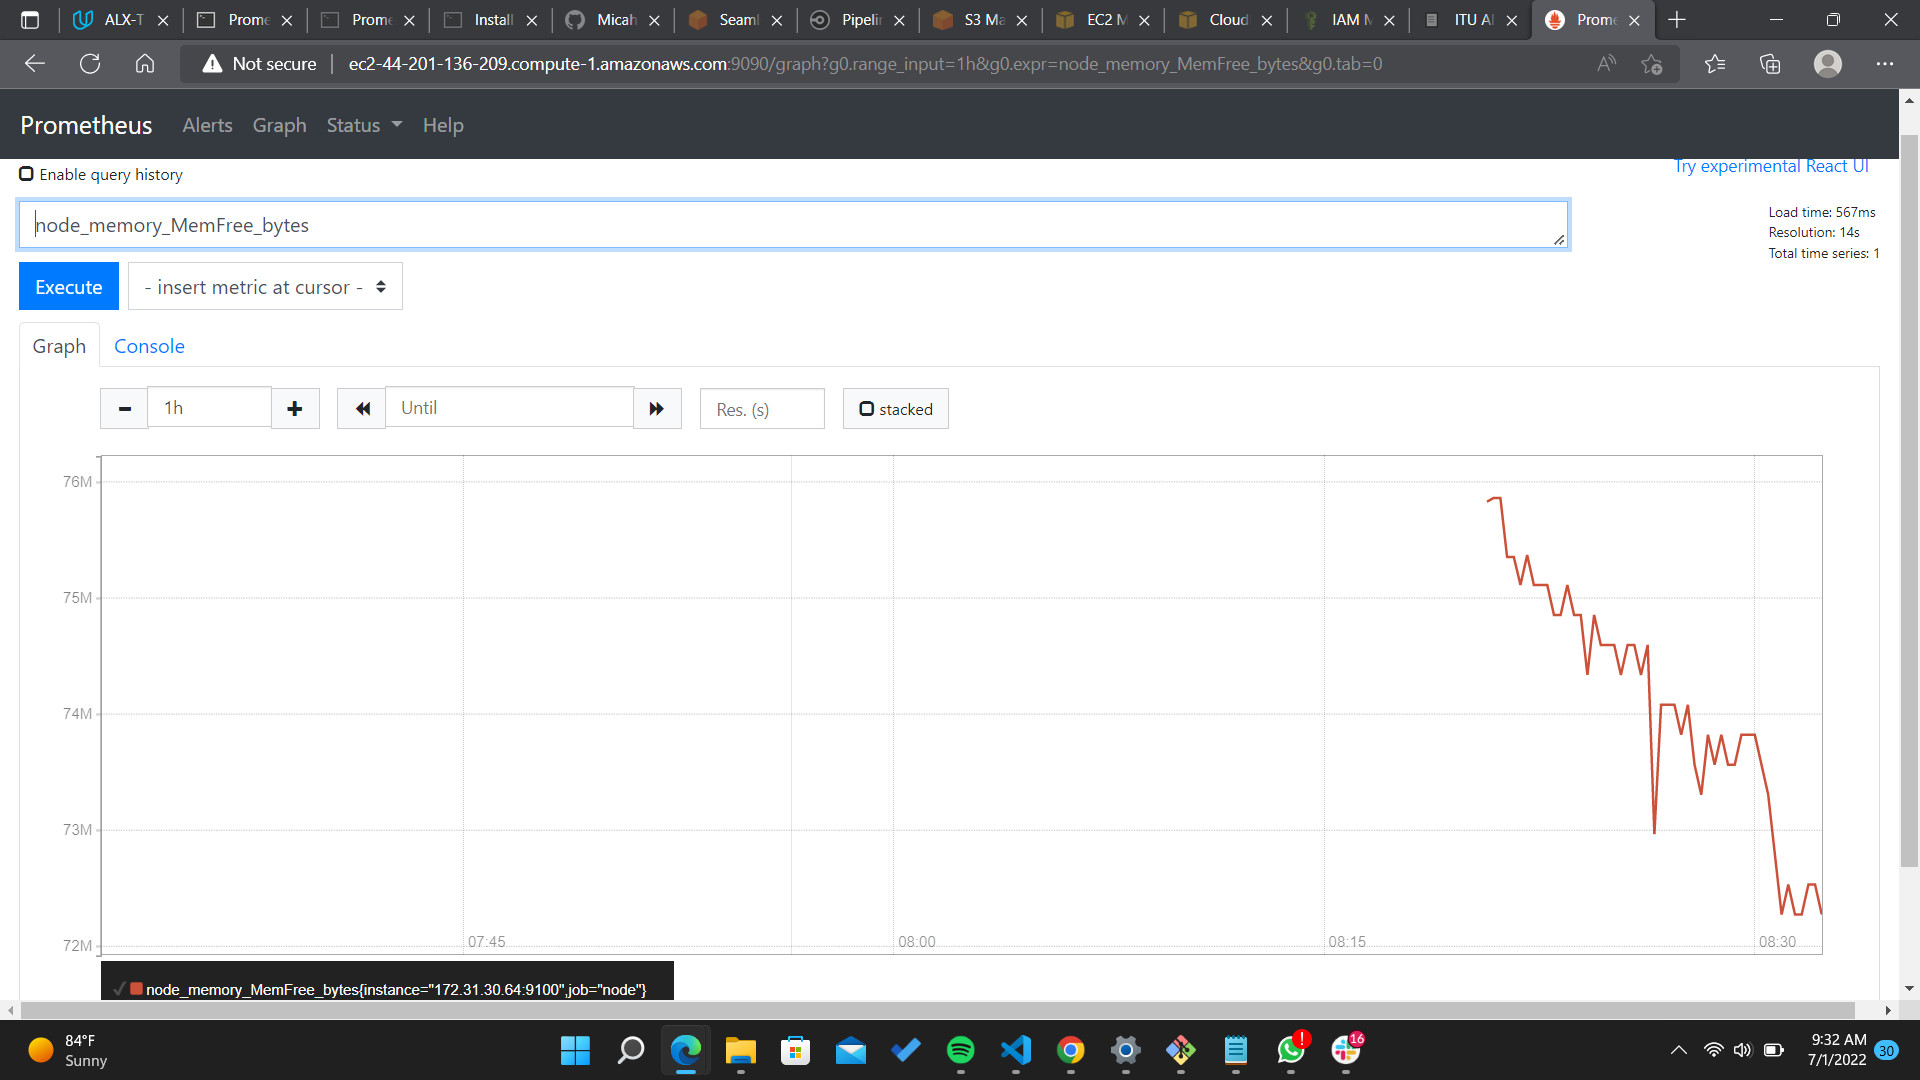 ALX-T
Prome
Prome
Install
Micah
Seaml
Pipelin
S3 Ma
EC2 M
Cloud
IAM M
ITU Al
Prome
Not secure
ec2-44-201-136-209.compute-1.amazonaws.com:9090/graph?g0.range_input=1h&g0.expr=node_memory_MemFree_bytes&g0.tab=0
Prometheus Alerts Graph Status Help
Enable query history
Try experimental React UI
node_memory_MemFree_bytes
Load time: 567ms
Resolution: 14s
Total time series: 1
Execute
- insert metric at cursor -
Graph Console
1h
Until
Res. (s)
stacked
76M
75M
74M
73M
72M
07:45
08:00
08:15
08:30
node_memory_MemFree_bytes{instance="172.31.30.64:9100",job="node"}
84°F
Sunny
16
9:32 AM
7/1/2022
30